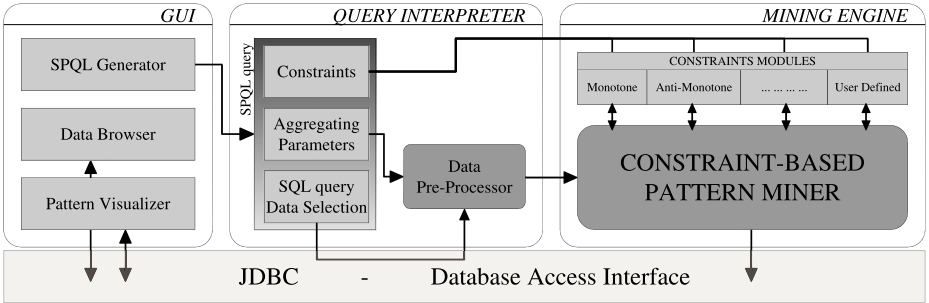 GUI
QUERY INTERPRETER
MINING ENGINE
SPQL Generator
Data Browser
Pattern Visualizer
SPQL query
Constraints
Aggregating
Parameters
SQL query
Data Selection
Data
Pre-Processor
CONSTRAINTS MODULES
Monotone
Anti-Monotone
... ... ... ...
User Defined
CONSTRAINT-BASED
PATTERN MINER
JDBC - Database Access Interface